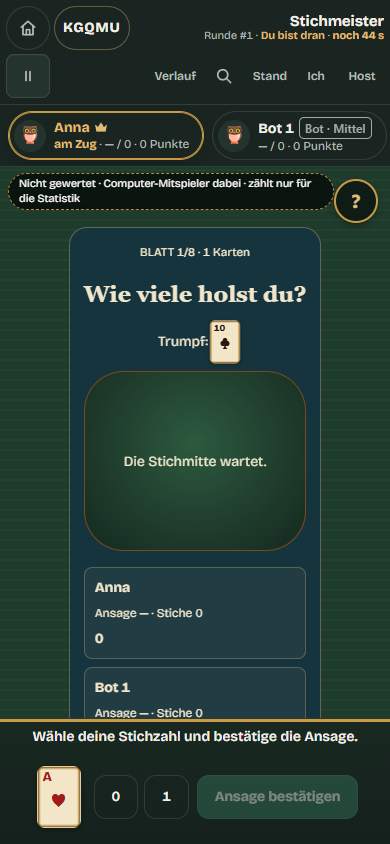 KGQMU
Stichmeister
Runde #1 · Du bist dran · noch 44 s
Verlauf
Stand
Ich
Host
Anna
am Zug · — / 0 · 0 Punkte
Bot 1 Bot · Mittel
— / 0 · 0 Punkte
Nicht gewertet · Computer-Mitspieler dabei · zählt nur für
die Statistik
?
BLATT 1/8 · 1 Karten
Wie viele holst du?
Trumpf: 10
Die Stichmitte wartet.
Anna
Ansage — · Stiche 0
0
Bot 1
Ansage — · Stiche 0
Wähle deine Stichzahl und bestätige die Ansage.
A
0
1
Ansage bestätigen